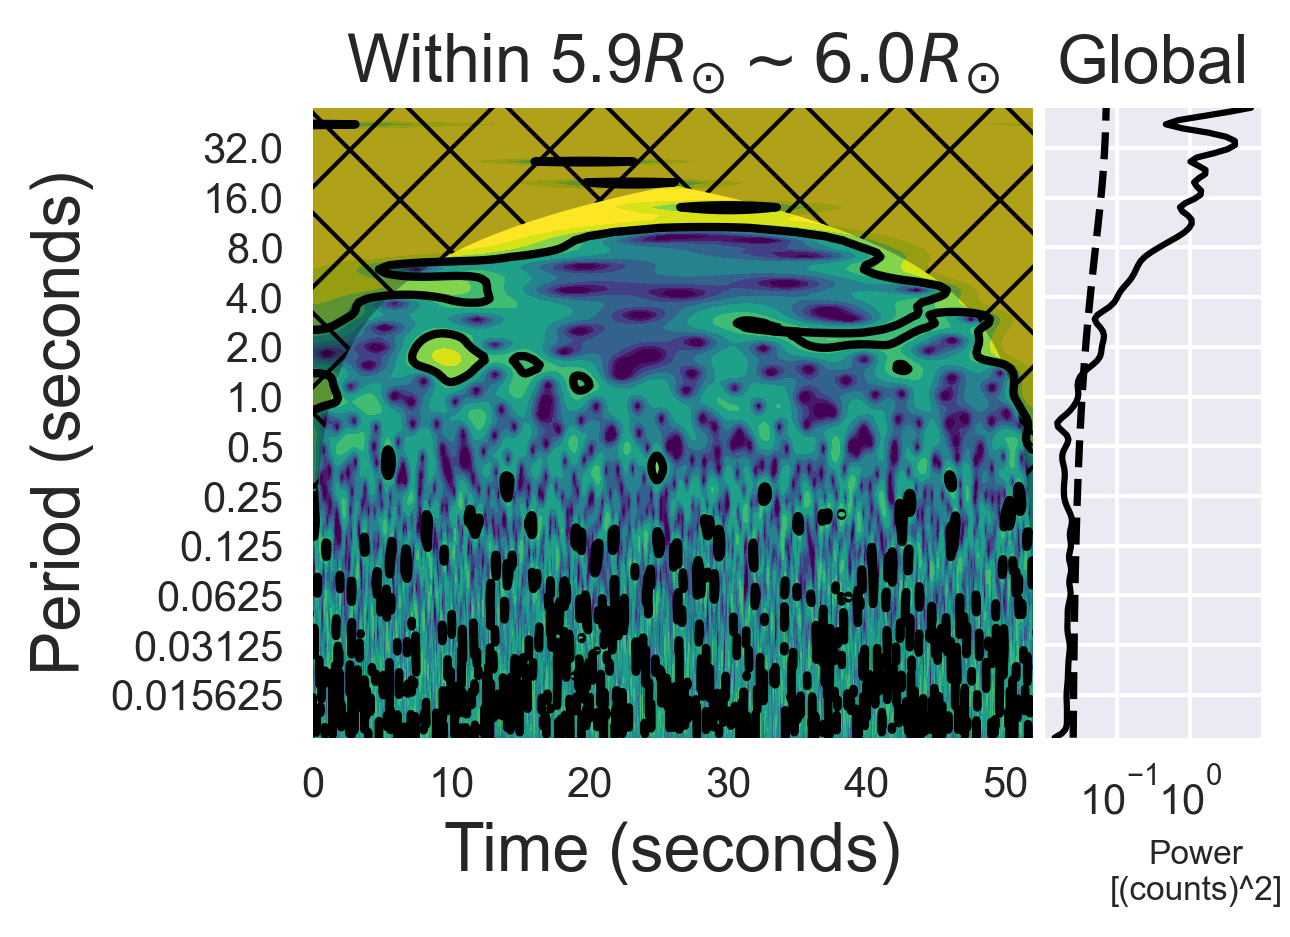 Within 5.9R☉ ∼ 6.0R☉
Global
Period (seconds)
32.0
16.0
8.0
4.0
2.0
1.0
0.5
0.25
0.125
0.0625
0.03125
0.015625
0 10 20 30 40 50
Time (seconds)
10⁻¹ 10⁰
Power
[(counts)^2]